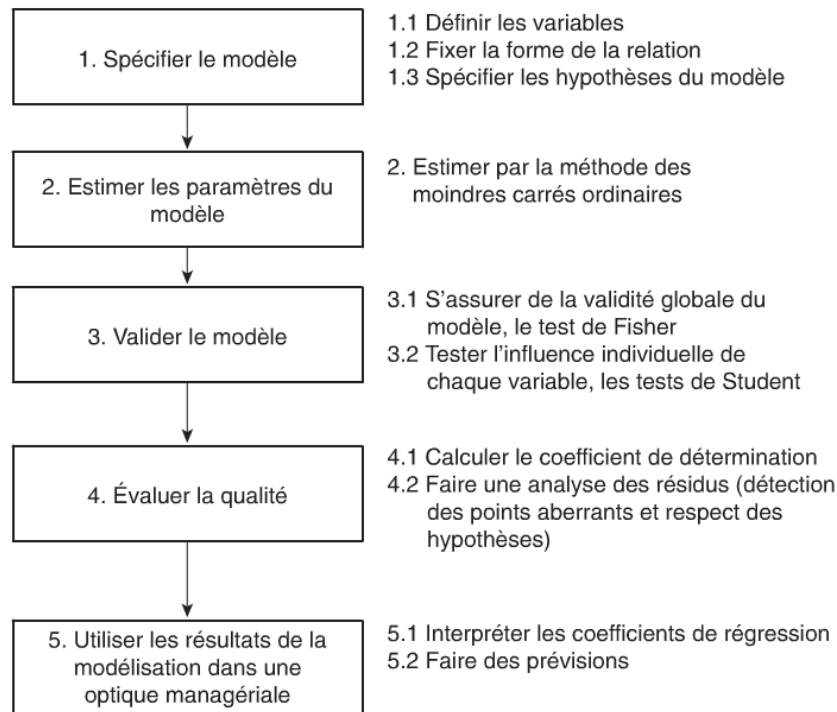 1. Spécifier le modèle
1.1 Définir les variables
1.2 Fixer la forme de la relation
1.3 Spécifier les hypothèses du modèle
2. Estimer les paramètres du
modèle
2. Estimer par la méthode des
moindres carrés ordinaires
3. Valider le modèle
3.1 S'assurer de la validité globale du
modèle, le test de Fisher
3.2 Tester l'influence individuelle de
chaque variable, les tests de Student
4. Évaluer la qualité
4.1 Calculer le coefficient de détermination
4.2 Faire une analyse des résidus (détection
des points aberrants et respect des
hypothèses)
5. Utiliser les résultats de la
modélisation dans une
optique managériale
5.1 Interpréter les coefficients de régression
5.2 Faire des prévisions